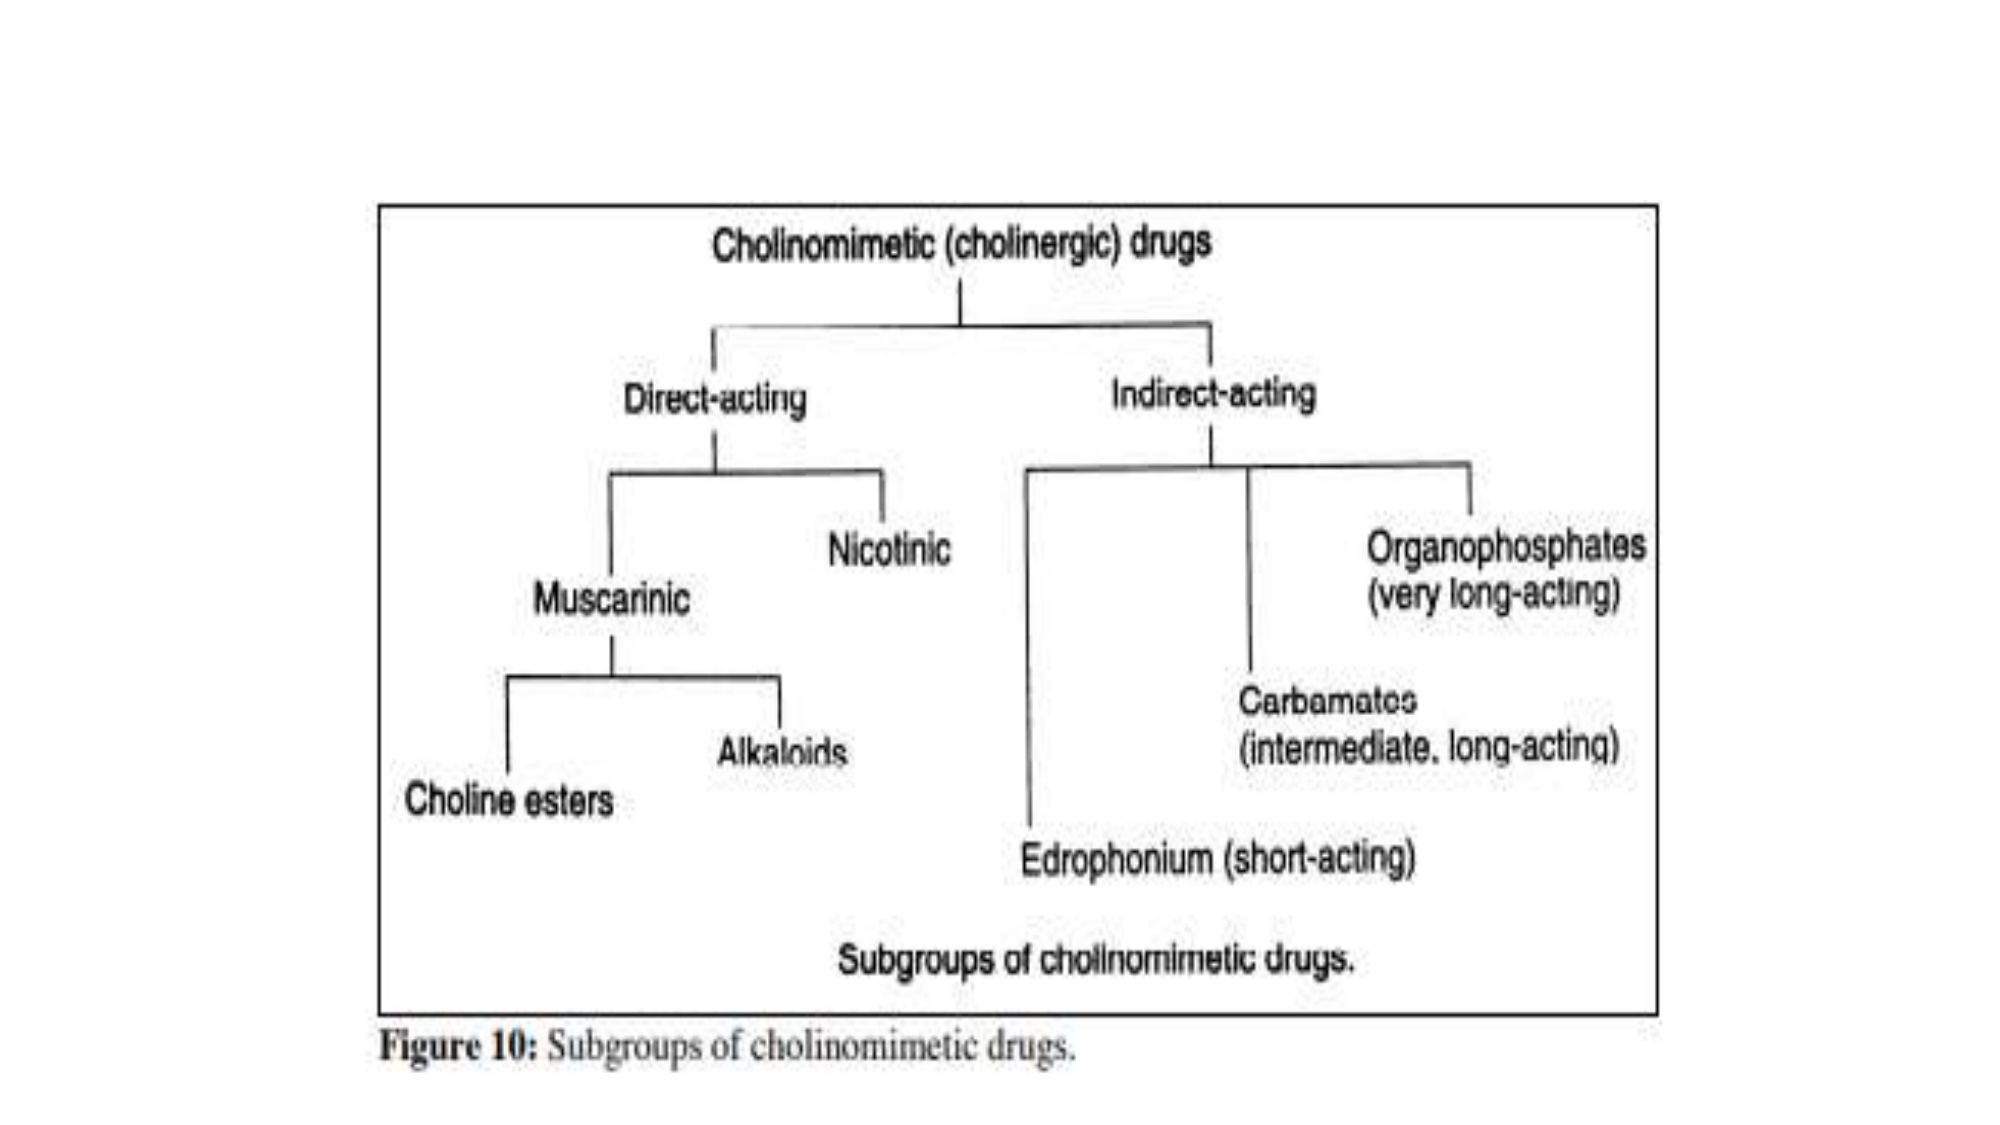 Cholinomimetic (cholinergic) drugs
Direct-acting
Indirect-acting
Nicotinic
Organophosphates
(very long-acting)
Muscarinic
Carbamates
(intermediate, long-acting)
Alkaloids
Choline esters
Edrophonium (short-acting)
Subgroups of cholinomimetic drugs.
Figure 10: Subgroups of cholinomimetic drugs.